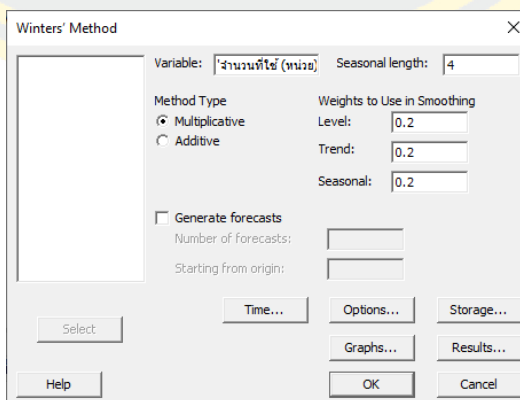 Winters' Method
Variable: 'จำนวนที่ใช้ (หน่วย) Seasonal length: 4
Method Type
Multiplicative
Additive
Weights to Use in Smoothing
Level: 0.2
Trend: 0.2
Seasonal: 0.2
Generate forecasts
Number of forecasts:
Starting from origin:
Time... Options... Storage...
Select
Graphs... Results...
Help OK Cancel